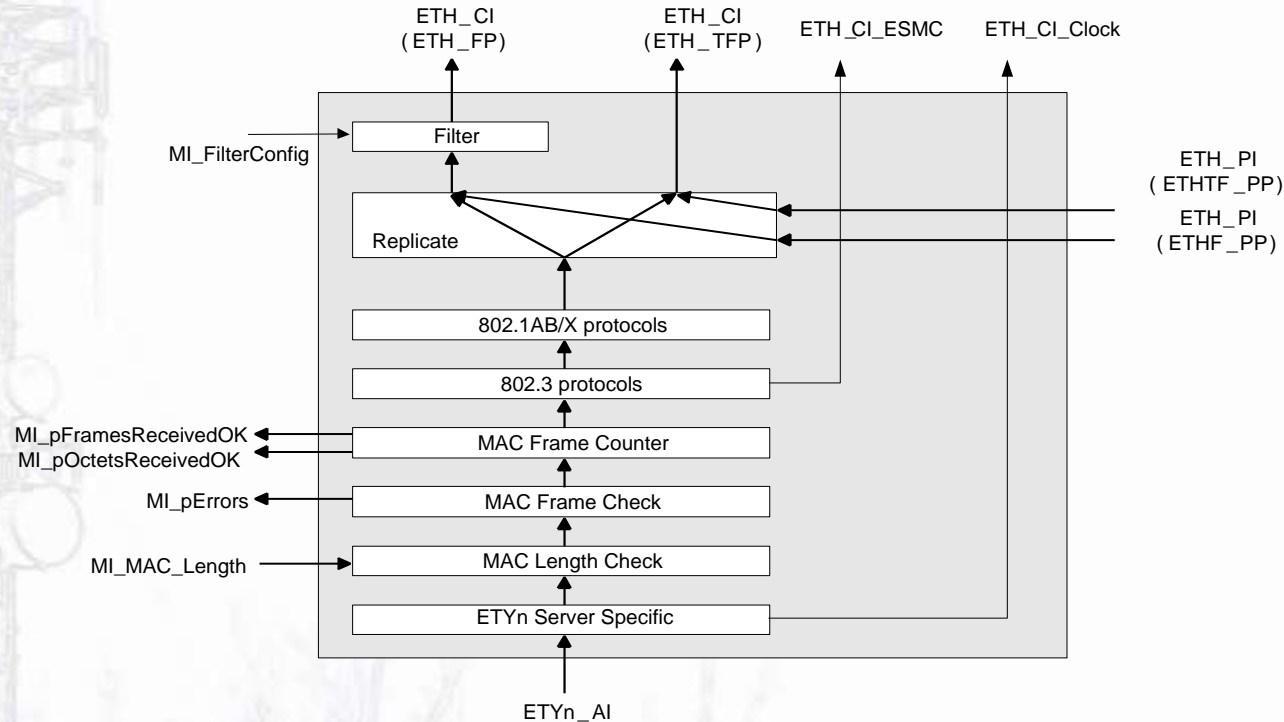 ETH_CI
(ETH_FP)
ETH_CI
(ETH_TFP)
ETH_CI_ESMC
ETH_CI_Clock
Filter
MI_FilterConfig
ETH_PI
(ETHTF_PP)
ETH_PI
(ETHF_PP)
Replicate
802.1AB/X protocols
802.3 protocols
MI_pFramesReceivedOK
MI_pOctetsReceivedOK
MAC Frame Counter
MI_pErrors
MAC Frame Check
MI_MAC_Length
MAC Length Check
ETYn Server Specific
ETYn_AI